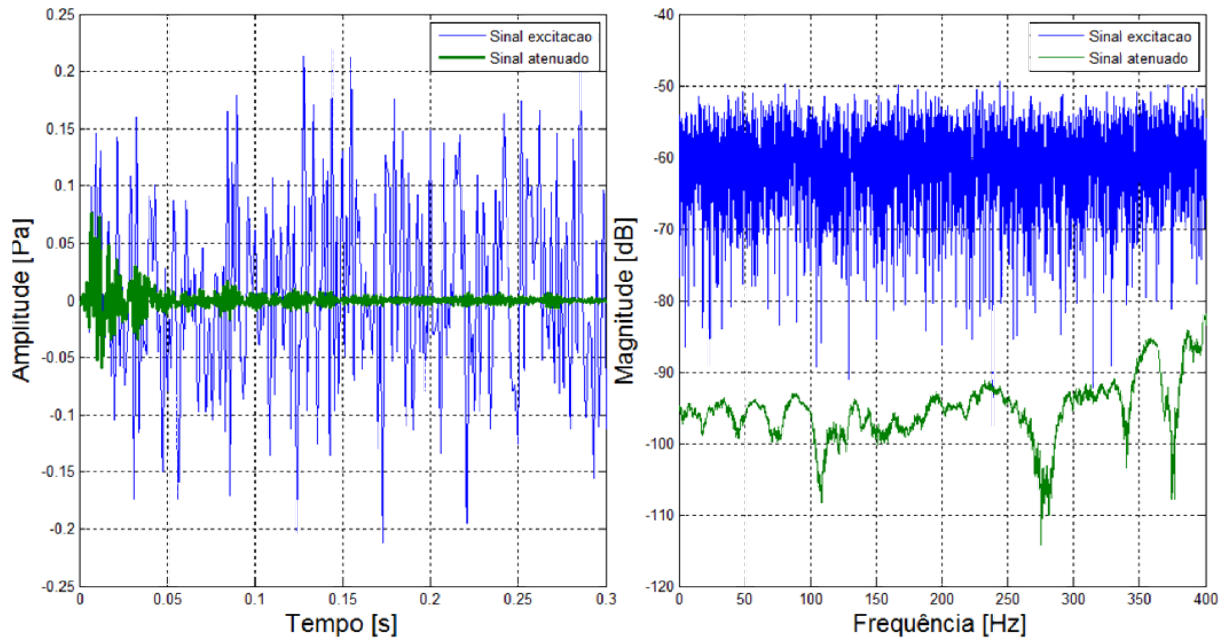 0.25
0.2
0.15
0.1
0.05
0
-0.05
-0.1
-0.15
-0.2
-0.25
Amplitude [Pa]
Sinal excitacao
Sinal atenuado
0 0.05 0.1 0.15 0.2 0.25 0.3
Tempo [s]
-40
-50
-60
-70
-80
-90
-100
-110
-120
Magnitude [dB]
Sinal excitacao
Sinal atenuado
0 50 100 150 200 250 300 350 400
Frequência [Hz]